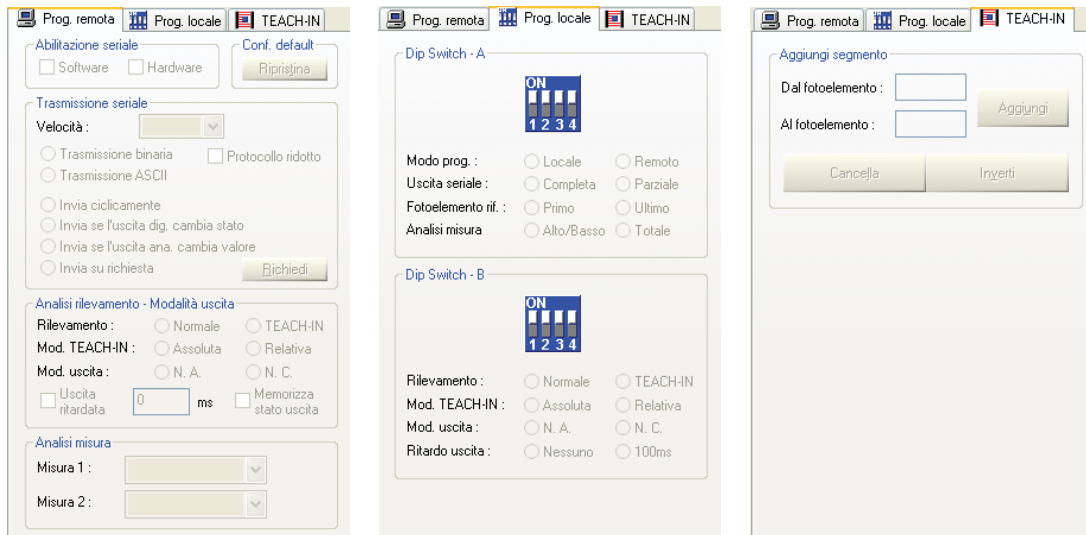 Prog. remota Prog. locale TEACH-IN
Abilitazione seriale
Software Hardware
Conf. default
Ripristina
Trasmissione seriale
Velocità :
Trasmissione binaria Protocollo ridotto
Trasmissione ASCII
Invia ciclicamente
Invia se l'uscita dig. cambia stato
Invia se l'uscita ana. cambia valore
Invia su richiesta Richiedi
Analisi rilevamento - Modalità uscita
Rilevamento : Normale TEACH-IN
Mod. TEACH-IN : Assoluta Relativa
Mod. uscita : N. A. N. C.
Uscita ritardata 0 ms Memorizza stato uscita
Analisi misura
Misura 1 :
Misura 2 :
Prog. remota Prog. locale TEACH-IN
Dip Switch - A
ON
1 2 3 4
Modo prog. : Locale Remoto
Uscita seriale : Completa Parziale
Fotoelemento rif. : Primo Ultimo
Analisi misura Alto/Basso Totale
Dip Switch - B
ON
1 2 3 4
Rilevamento : Normale TEACH-IN
Mod. TEACH-IN : Assoluta Relativa
Mod. uscita : N. A. N. C.
Ritardo uscita : Nessuno 100ms
Prog. remota Prog. locale TEACH-IN
Aggiungi segmento
Dal fotoelemento :
Al fotoelemento :
Aggiungi
Cancella Inverti